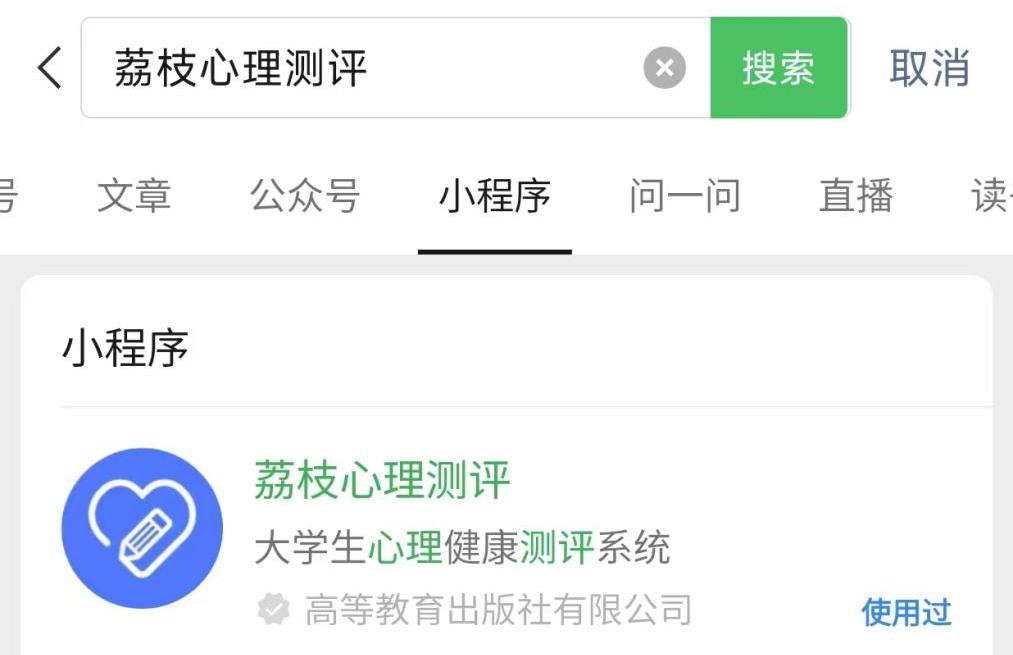 荔枝心理测评 搜索 取消
号 文章 公众号 小程序 问一问 直播 读
小程序
荔枝心理测评
大学生心理健康测评系统
高等教育出版社有限公司 使用过